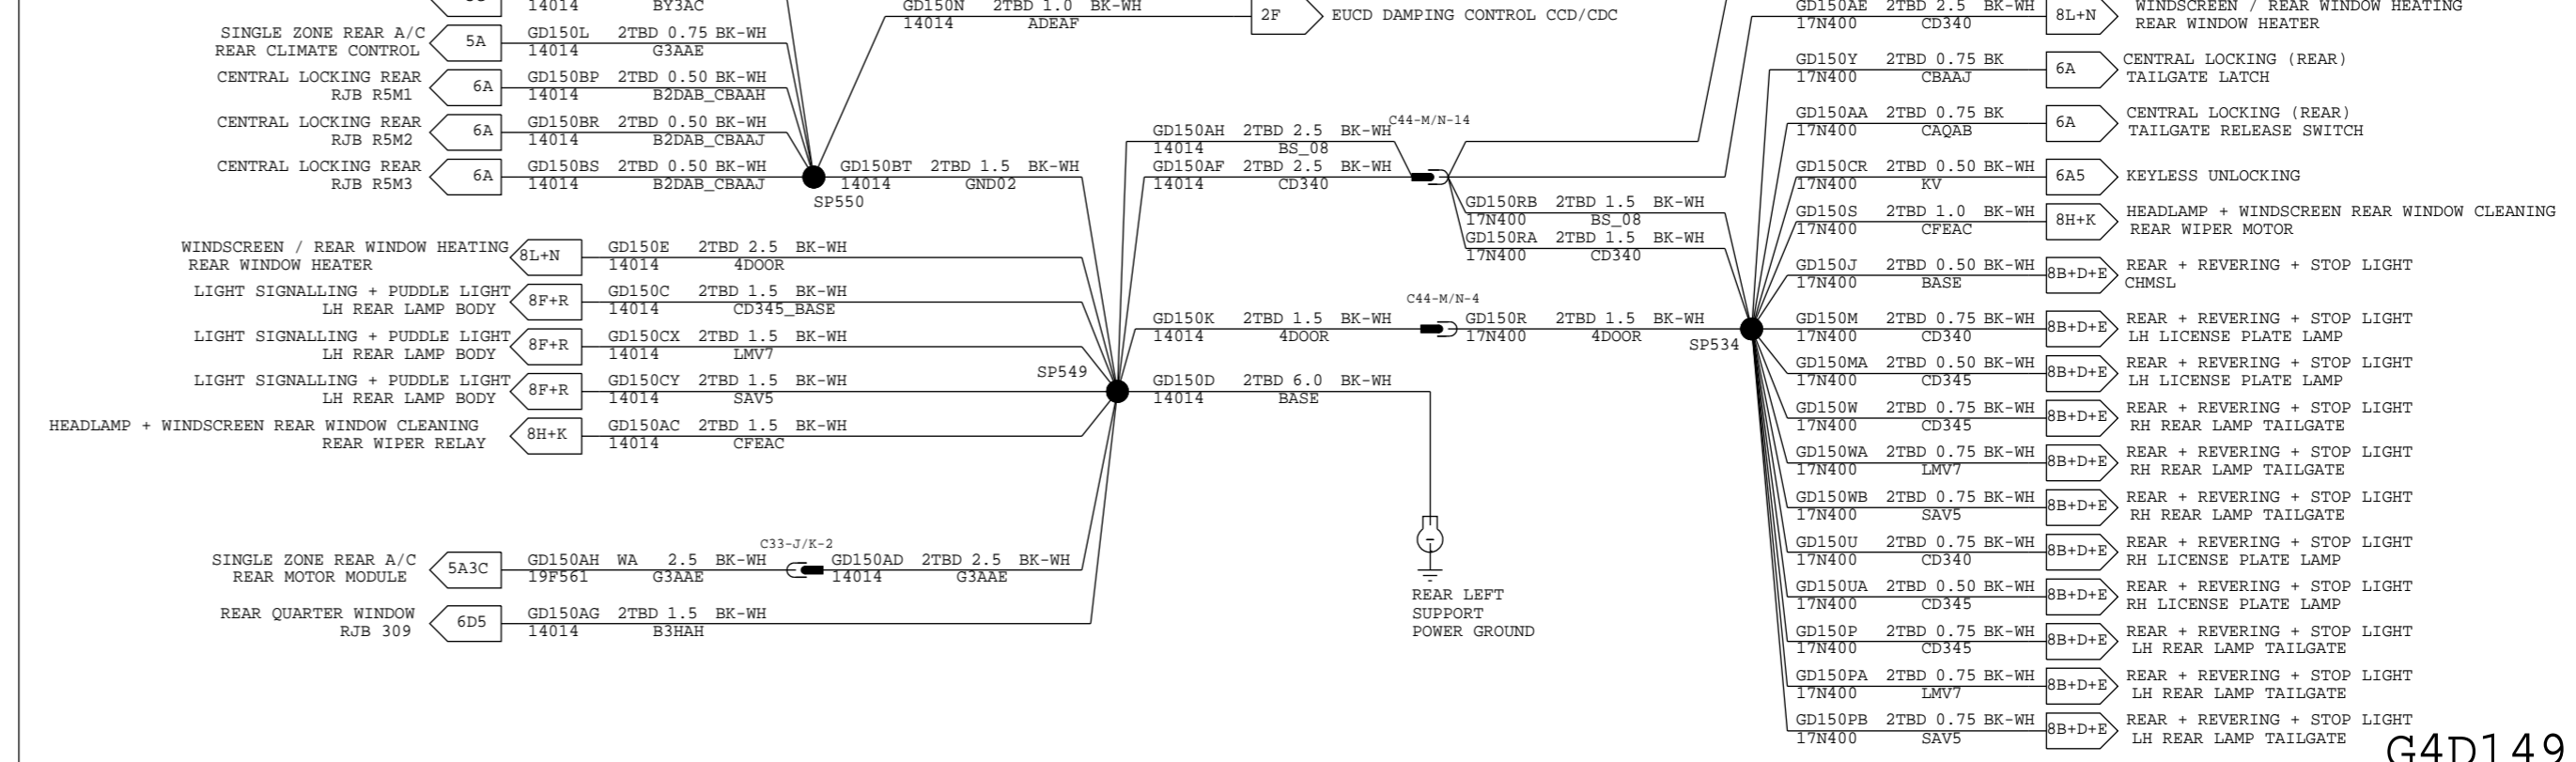 14014 BY3AC
SINGLE ZONE REAR A/C 5A GD150L 2TBD 0.75 BK-WH
REAR CLIMATE CONTROL 14014 G3AAE
CENTRAL LOCKING REAR 6A GD150BP 2TBD 0.50 BK-WH
RJB R5M1 14014 B2DAB_CBAAH
CENTRAL LOCKING REAR 6A GD150BR 2TBD 0.50 BK-WH
RJB R5M2 14014 B2DAB_CBAAJ
CENTRAL LOCKING REAR 6A GD150BS 2TBD 0.50 BK-WH
RJB R5M3 14014 B2DAB_CBAAJ
SP550
GD150BT 2TBD 1.5 BK-WH
14014 GND02
GD150N 2TBD 1.0 BK-WH
14014 ADEAF
2F EUCD DAMPING CONTROL CCD/CDC
WINDSCREEN / REAR WINDOW HEATING 8L+N GD150E 2TBD 2.5 BK-WH
REAR WINDOW HEATER 14014 4DOOR
LIGHT SIGNALLING + PUDDLE LIGHT 8F+R GD150C 2TBD 1.5 BK-WH
LH REAR LAMP BODY 14014 CD345_BASE
LIGHT SIGNALLING + PUDDLE LIGHT 8F+R GD150CX 2TBD 1.5 BK-WH
LH REAR LAMP BODY 14014 LMV7
LIGHT SIGNALLING + PUDDLE LIGHT 8F+R GD150CY 2TBD 1.5 BK-WH
LH REAR LAMP BODY 14014 SAV5
HEADLAMP + WINDSCREEN REAR WINDOW CLEANING 8H+K GD150AC 2TBD 1.5 BK-WH
REAR WIPER RELAY 14014 CFEAC
SP549
SINGLE ZONE REAR A/C 5A3C GD150AH WA 2.5 BK-WH
REAR MOTOR MODULE 19F561 G3AAE
C33-J/K-2
GD150AD 2TBD 2.5 BK-WH
14014 G3AAE
REAR QUARTER WINDOW 6D5 GD150AG 2TBD 1.5 BK-WH
RJB 309 14014 B3HAH
GD150AH 2TBD 2.5 BK-WH
14014 BS_08
C44-M/N-14
GD150AF 2TBD 2.5 BK-WH
14014 CD340
GD150RB 2TBD 1.5 BK-WH
17N400 BS_08
GD150RA 2TBD 1.5 BK-WH
17N400 CD340
GD150K 2TBD 1.5 BK-WH
14014 4DOOR
C44-M/N-4
GD150R 2TBD 1.5 BK-WH
17N400 4DOOR
SP534
GD150D 2TBD 6.0 BK-WH
14014 BASE
REAR LEFT
SUPPORT
POWER GROUND
GD150AE 2TBD 2.5 BK-WH 8L+N WINDSCREEN / REAR WINDOW HEATING
17N400 CD340 REAR WINDOW HEATER
GD150Y 2TBD 0.75 BK 6A CENTRAL LOCKING (REAR)
17N400 CBAAJ TAILGATE LATCH
GD150AA 2TBD 0.75 BK 6A CENTRAL LOCKING (REAR)
17N400 CAQAB TAILGATE RELEASE SWITCH
GD150CR 2TBD 0.50 BK-WH 6A5 KEYLESS UNLOCKING
17N400 KV
GD150S 2TBD 1.0 BK-WH 8H+K HEADLAMP + WINDSCREEN REAR WINDOW CLEANING
17N400 CFEAC REAR WIPER MOTOR
GD150J 2TBD 0.50 BK-WH 8B+D+E REAR + REVERING + STOP LIGHT
17N400 BASE CHMSL
GD150M 2TBD 0.75 BK-WH 8B+D+E REAR + REVERING + STOP LIGHT
17N400 CD340 LH LICENSE PLATE LAMP
GD150MA 2TBD 0.50 BK-WH 8B+D+E REAR + REVERING + STOP LIGHT
17N400 CD345 LH LICENSE PLATE LAMP
GD150W 2TBD 0.75 BK-WH 8B+D+E REAR + REVERING + STOP LIGHT
17N400 CD345 RH REAR LAMP TAILGATE
GD150WA 2TBD 0.75 BK-WH 8B+D+E REAR + REVERING + STOP LIGHT
17N400 LMV7 RH REAR LAMP TAILGATE
GD150WB 2TBD 0.75 BK-WH 8B+D+E REAR + REVERING + STOP LIGHT
17N400 SAV5 RH REAR LAMP TAILGATE
GD150U 2TBD 0.75 BK-WH 8B+D+E REAR + REVERING + STOP LIGHT
17N400 CD340 RH LICENSE PLATE LAMP
GD150UA 2TBD 0.50 BK-WH 8B+D+E REAR + REVERING + STOP LIGHT
17N400 CD345 RH LICENSE PLATE LAMP
GD150P 2TBD 0.75 BK-WH 8B+D+E REAR + REVERING + STOP LIGHT
17N400 CD345 LH REAR LAMP TAILGATE
GD150PA 2TBD 0.75 BK-WH 8B+D+E REAR + REVERING + STOP LIGHT
17N400 LMV7 LH REAR LAMP TAILGATE
GD150PB 2TBD 0.75 BK-WH 8B+D+E REAR + REVERING + STOP LIGHT
17N400 SAV5 LH REAR LAMP TAILGATE
G4D149